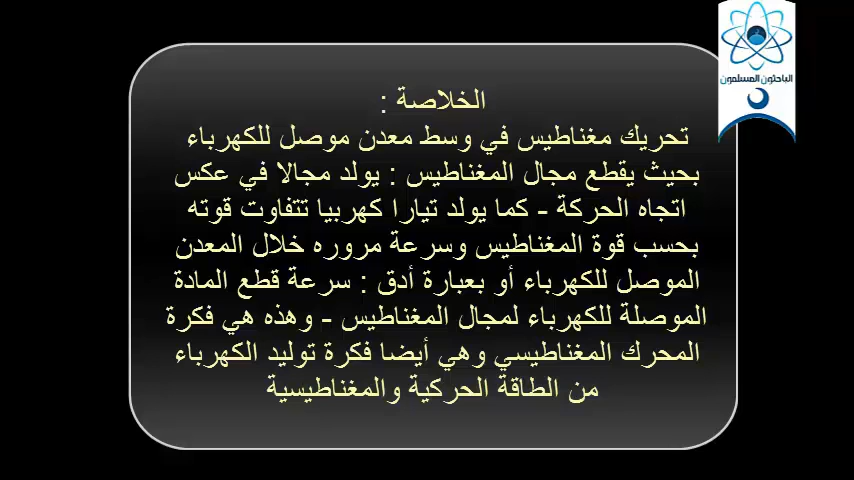 الباحثون المسلمون
الخلاصة :
تحريك مغناطيس في وسط معدن موصل للكهرباء
بحيث يقطع مجال المغناطيس : يولد مجالا في عكس
اتجاه الحركة - كما يولد تيارا كهربيا تتفاوت قوته
بحسب قوة المغناطيس وسرعة مروره خلال المعدن
الموصل للكهرباء أو بعبارة أدق : سرعة قطع المادة
الموصلة للكهرباء لمجال المغناطيس - وهذه هي فكرة
المحرك المغناطيسي وهي أيضا فكرة توليد الكهرباء
من الطاقة الحركية والمغناطيسية